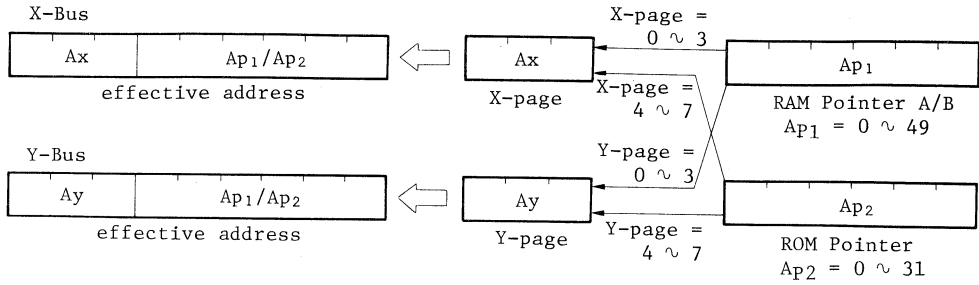 X-Bus
Ax
Ap1/Ap2
effective address
Ax
X-page
X-page =
0 ∿ 3
X-page =
4 ∿ 7
Ap1
RAM Pointer A/B
AP1 = 0 ∿ 49
Y-Bus
Ay
Ap1/Ap2
effective address
Ay
Y-page
Y-page =
0 ∿ 3
Y-page =
4 ∿ 7
Ap2
ROM Pointer
AP2 = 0 ∿ 31